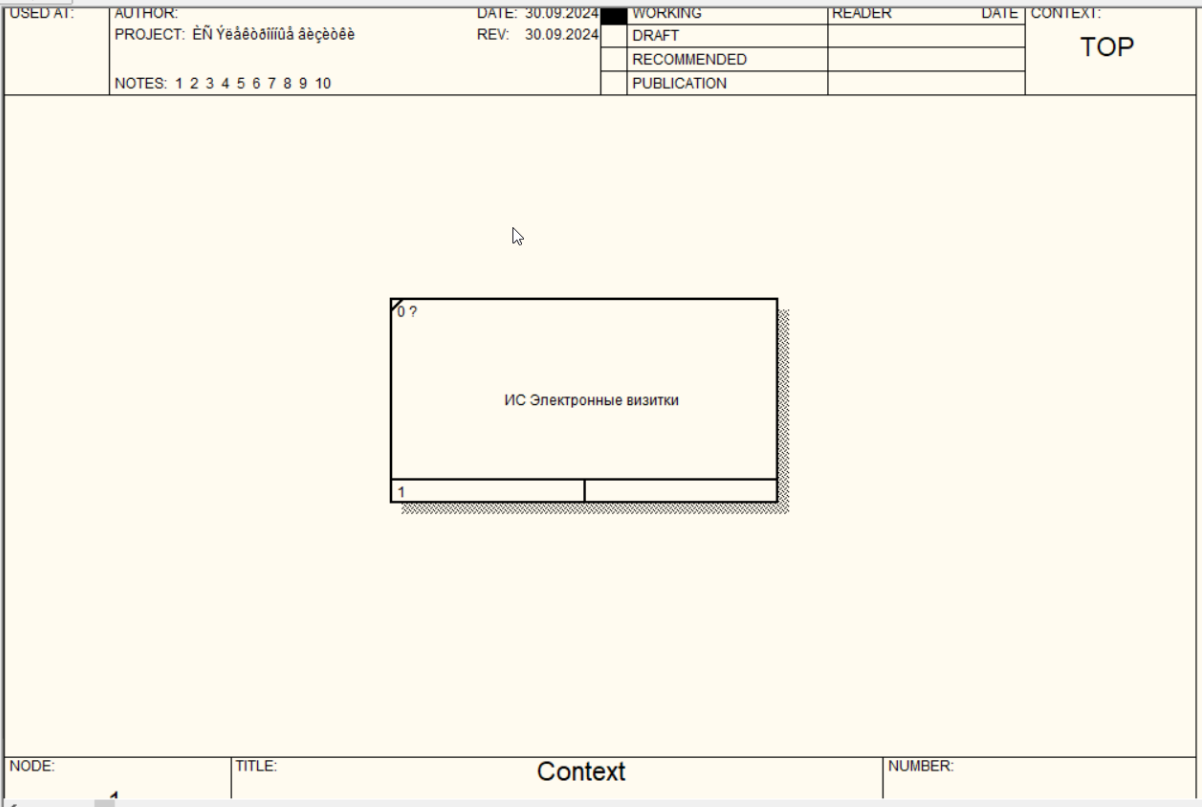 USED AT:
AUTHOR:
DATE: 30.09.2024
PROJECT: ÈÑ Ýëåêòðîííûå âèçèòêè
REV: 30.09.2024
NOTES: 1 2 3 4 5 6 7 8 9 10
WORKING
DRAFT
RECOMMENDED
PUBLICATION
READER DATE
CONTEXT:
TOP
0 ?
ИС Электронные визитки
1
NODE:
TITLE:
Context
NUMBER: